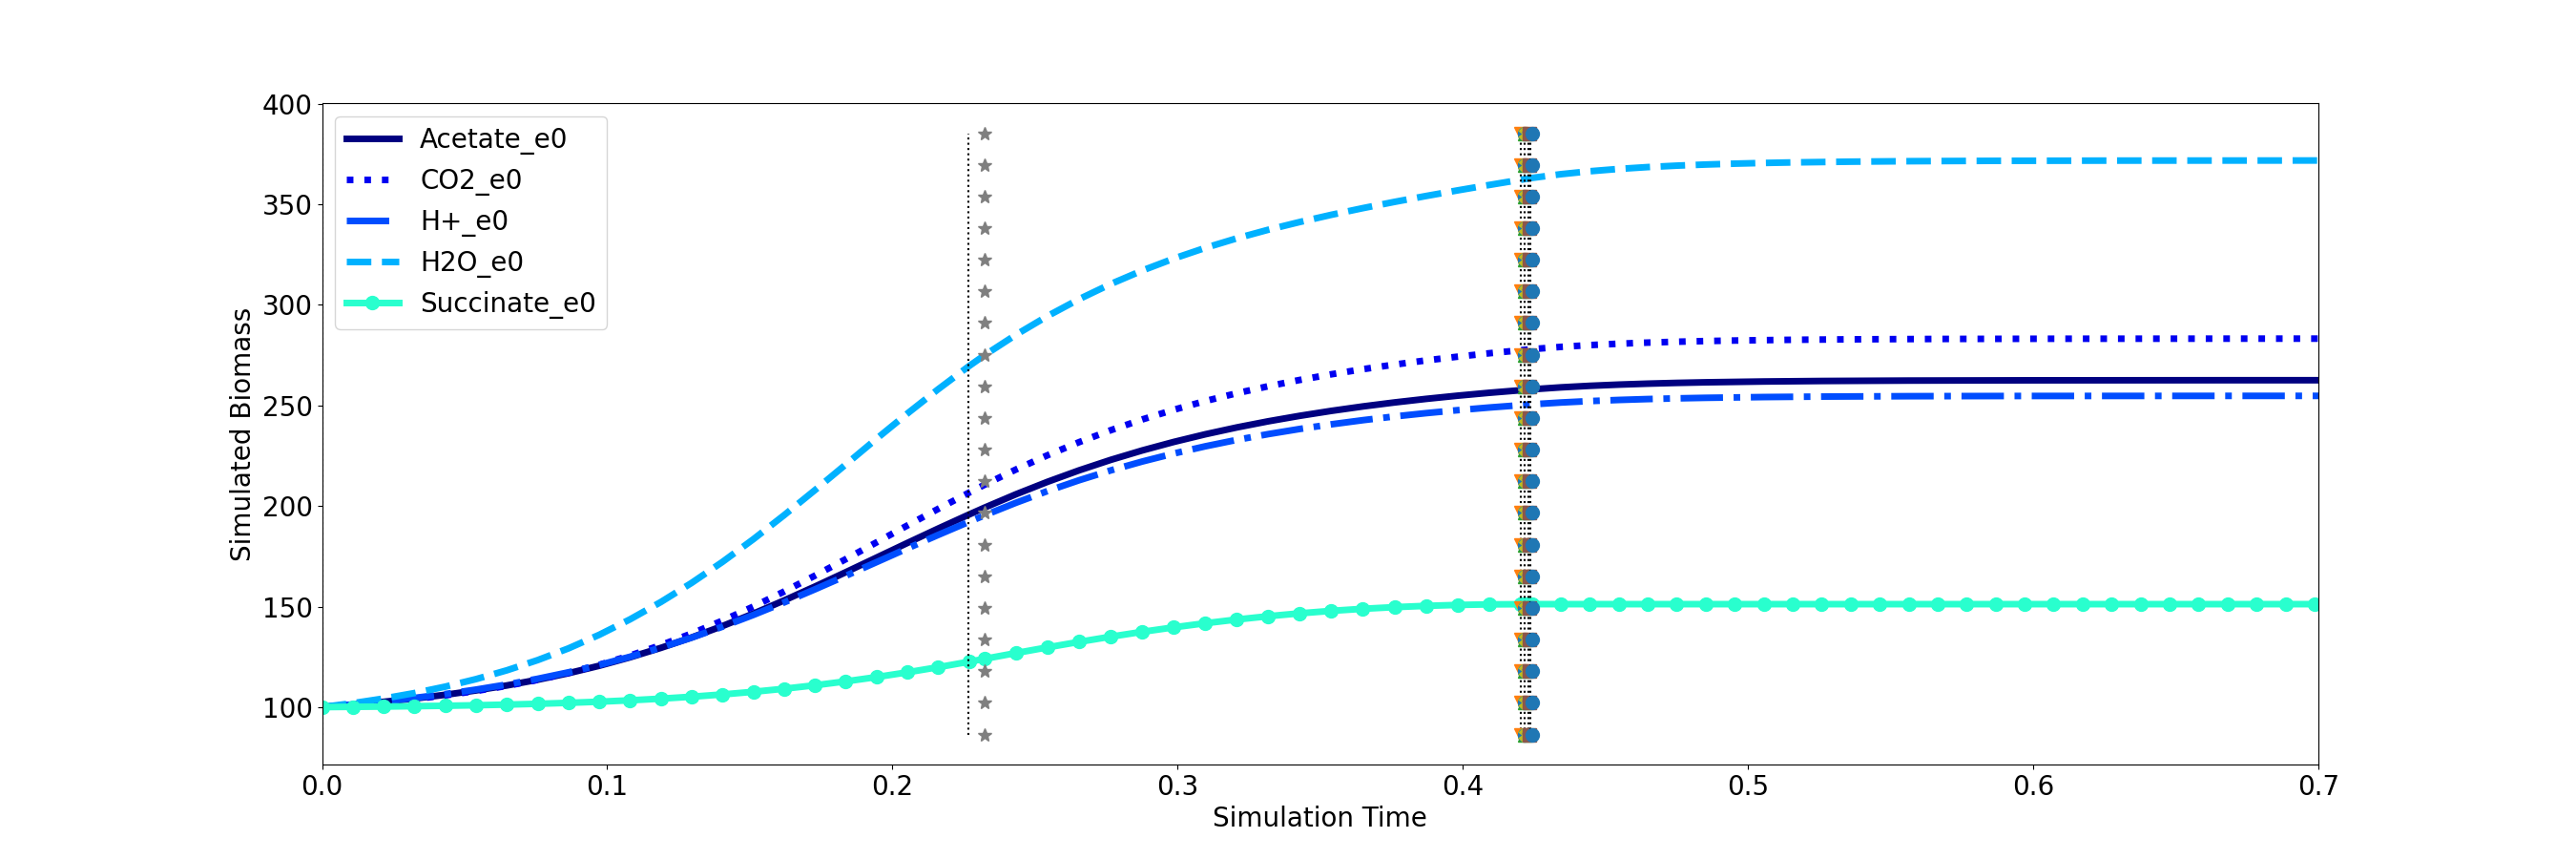 400
350
300
250
200
150
100
Simulated Biomass
Acetate_e0
CO2_e0
H+_e0
H2O_e0
Succinate_e0
0.0 0.1 0.2 0.3 0.4 0.5 0.6 0.7
Simulation Time